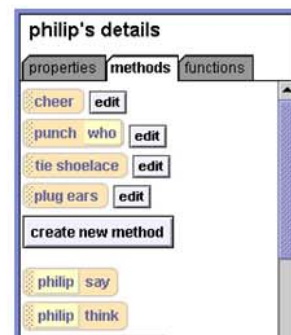 philip's details
properties methods functions
cheer edit
punch who edit
tie shoelace edit
plug ears edit
create new method
philip say
philip think